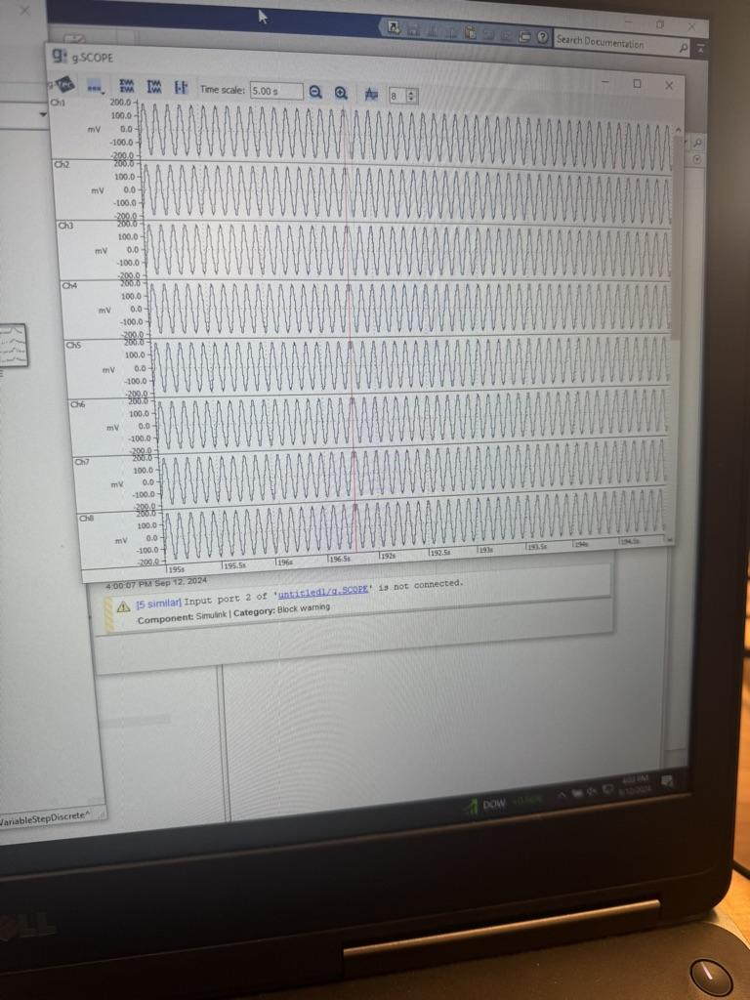 Search Documentation
g.SCOPE
Time scale: 5.00 s
8
Ch1
200.0
mV
0.0
-100.0
-200.0
Ch2
200.0
100.0
mV
0.0
-100.0
-200.0
Ch3
200.0
100.0
mV
0.0
-100.0
-200.0
Ch4
200.0
100.0
mV
0.0
-100.0
-200.0
Ch5
200.0
100.0
mV
0.0
-100.0
-200.0
Ch6
200.0
100.0
mV
0.0
-100.0
-200.0
Ch7
200.0
100.0
mV
0.0
-100.0
-200.0
Ch8
200.0
100.0
mV
0.0
-100.0
-200.0
195s 195.5s 196s 196.5s 192s 192.5s 193s 193.5s 194s 194.5s
4:00:07 PM Sep 12, 2024
[5 similar] Input port 2 of 'untitled1/g.SCOPE' is not connected.
Component: Simulink | Category: Block warning
VariableStepDiscrete
DOW +0.56%
4:03 PM
9/12/2024